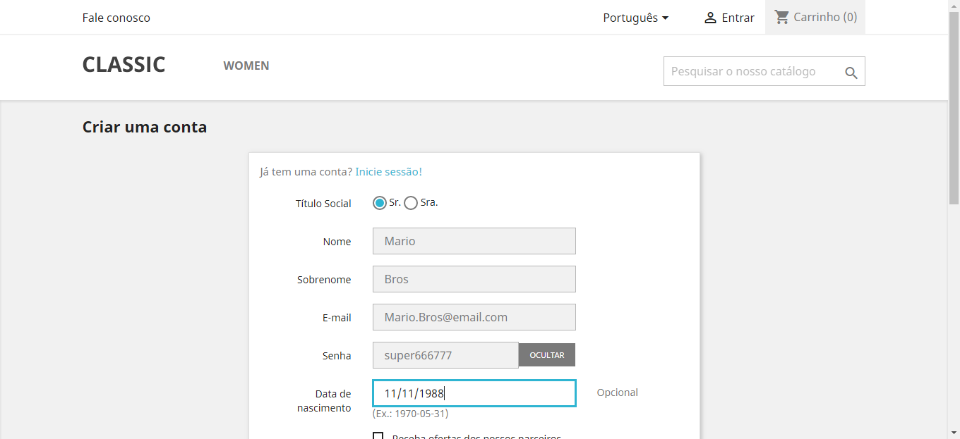 Fale conosco
Português
Entrar
Carrinho (0)
CLASSIC
WOMEN
Pesquisar o nosso catálogo
Criar uma conta
Já tem uma conta? Inicie sessão!
Título Social
Sr.
Sra.
Nome
Mario
Sobrenome
Bros
E-mail
Mario.Bros@email.com
Senha
super666777
OCULTAR
Data de
nascimento
11/11/1988
Opcional
(Ex.: 1970-05-31)
Receba ofertas dos nossos parceiros